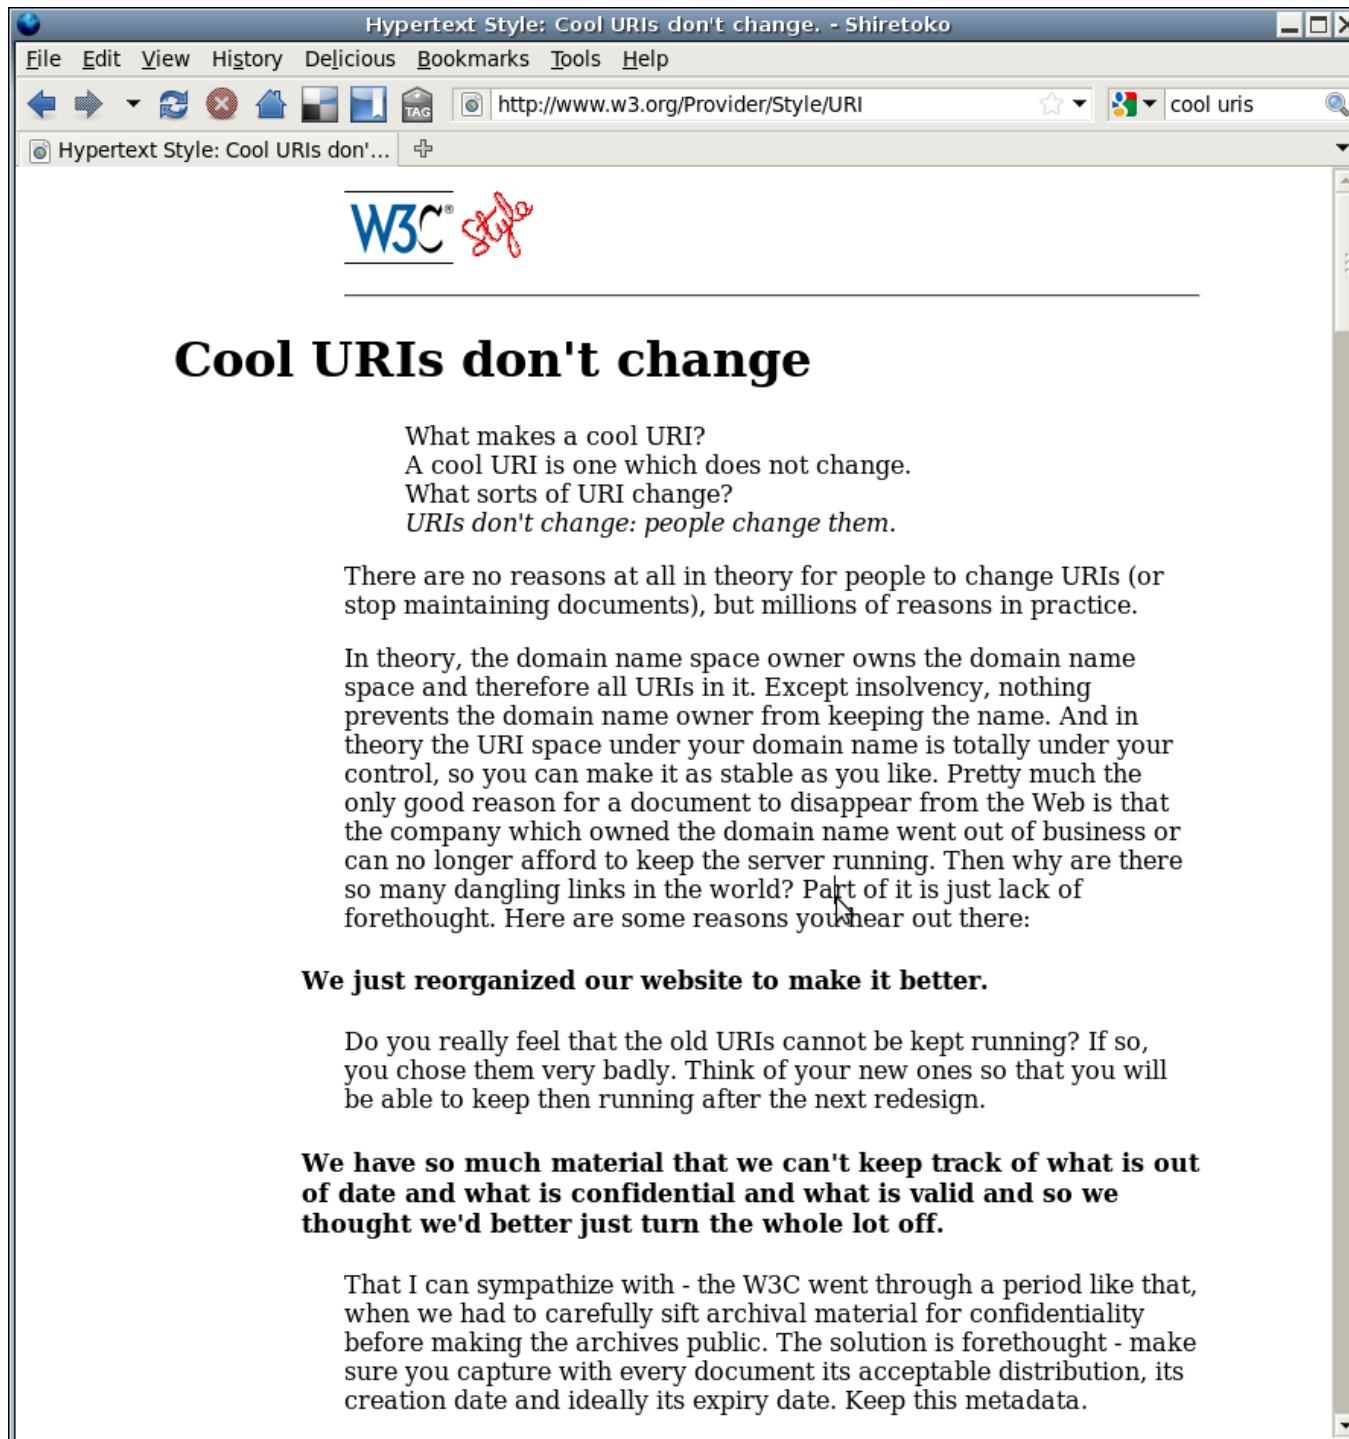 Hypertext Style: Cool URIs don't change. - Shiretoko
File Edit View History Delicious Bookmarks Tools Help
TAG http://www.w3.org/Provider/Style/URI cool uris
Hypertext Style: Cool URIs don'...
W3C® Style
Cool URIs don't change
What makes a cool URI?
A cool URI is one which does not change.
What sorts of URI change?
URIs don't change: people change them.
There are no reasons at all in theory for people to change URIs (or
stop maintaining documents), but millions of reasons in practice.
In theory, the domain name space owner owns the domain name
space and therefore all URIs in it. Except insolvency, nothing
prevents the domain name owner from keeping the name. And in
theory the URI space under your domain name is totally under your
control, so you can make it as stable as you like. Pretty much the
only good reason for a document to disappear from the Web is that
the company which owned the domain name went out of business or
can no longer afford to keep the server running. Then why are there
so many dangling links in the world? Part of it is just lack of
forethought. Here are some reasons you hear out there:
We just reorganized our website to make it better.
Do you really feel that the old URIs cannot be kept running? If so,
you chose them very badly. Think of your new ones so that you will
be able to keep then running after the next redesign.
We have so much material that we can't keep track of what is out
of date and what is confidential and what is valid and so we
thought we'd better just turn the whole lot off.
That I can sympathize with - the W3C went through a period like that,
when we had to carefully sift archival material for confidentiality
before making the archives public. The solution is forethought - make
sure you capture with every document its acceptable distribution, its
creation date and ideally its expiry date. Keep this metadata.